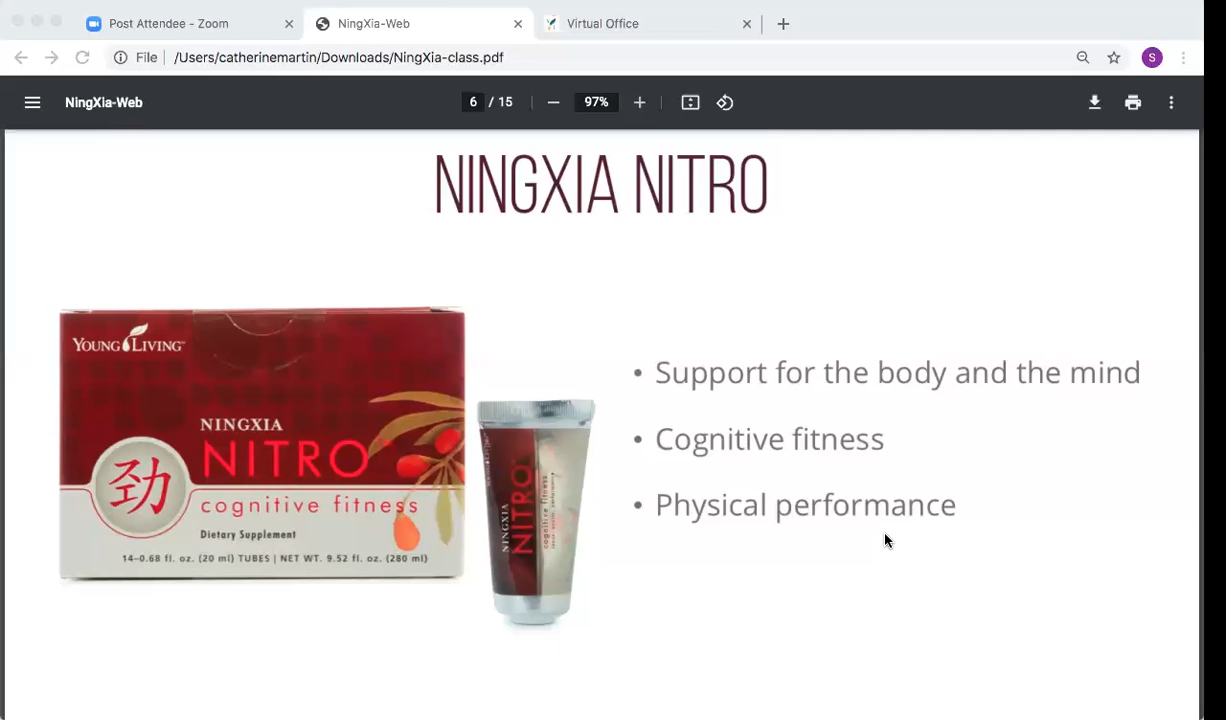 Post Attendee - Zoom
NingXia-Web
Virtual Office
File
/Users/catherinemartin/Downloads/NingXia-class.pdf
S
NingXia-Web
6 / 15
97%
NINGXIA NITRO
YOUNG LIVING
NINGXIA
NITRO
劲
cognitive fitness
Dietary Supplement
14-0.68 fl. oz. (20 ml) TUBES | NET WT. 9.52 fl. oz. (280 ml)
NINGXIA
NITRO
cognitive fitness
• Support for the body and the mind
• Cognitive fitness
• Physical performance